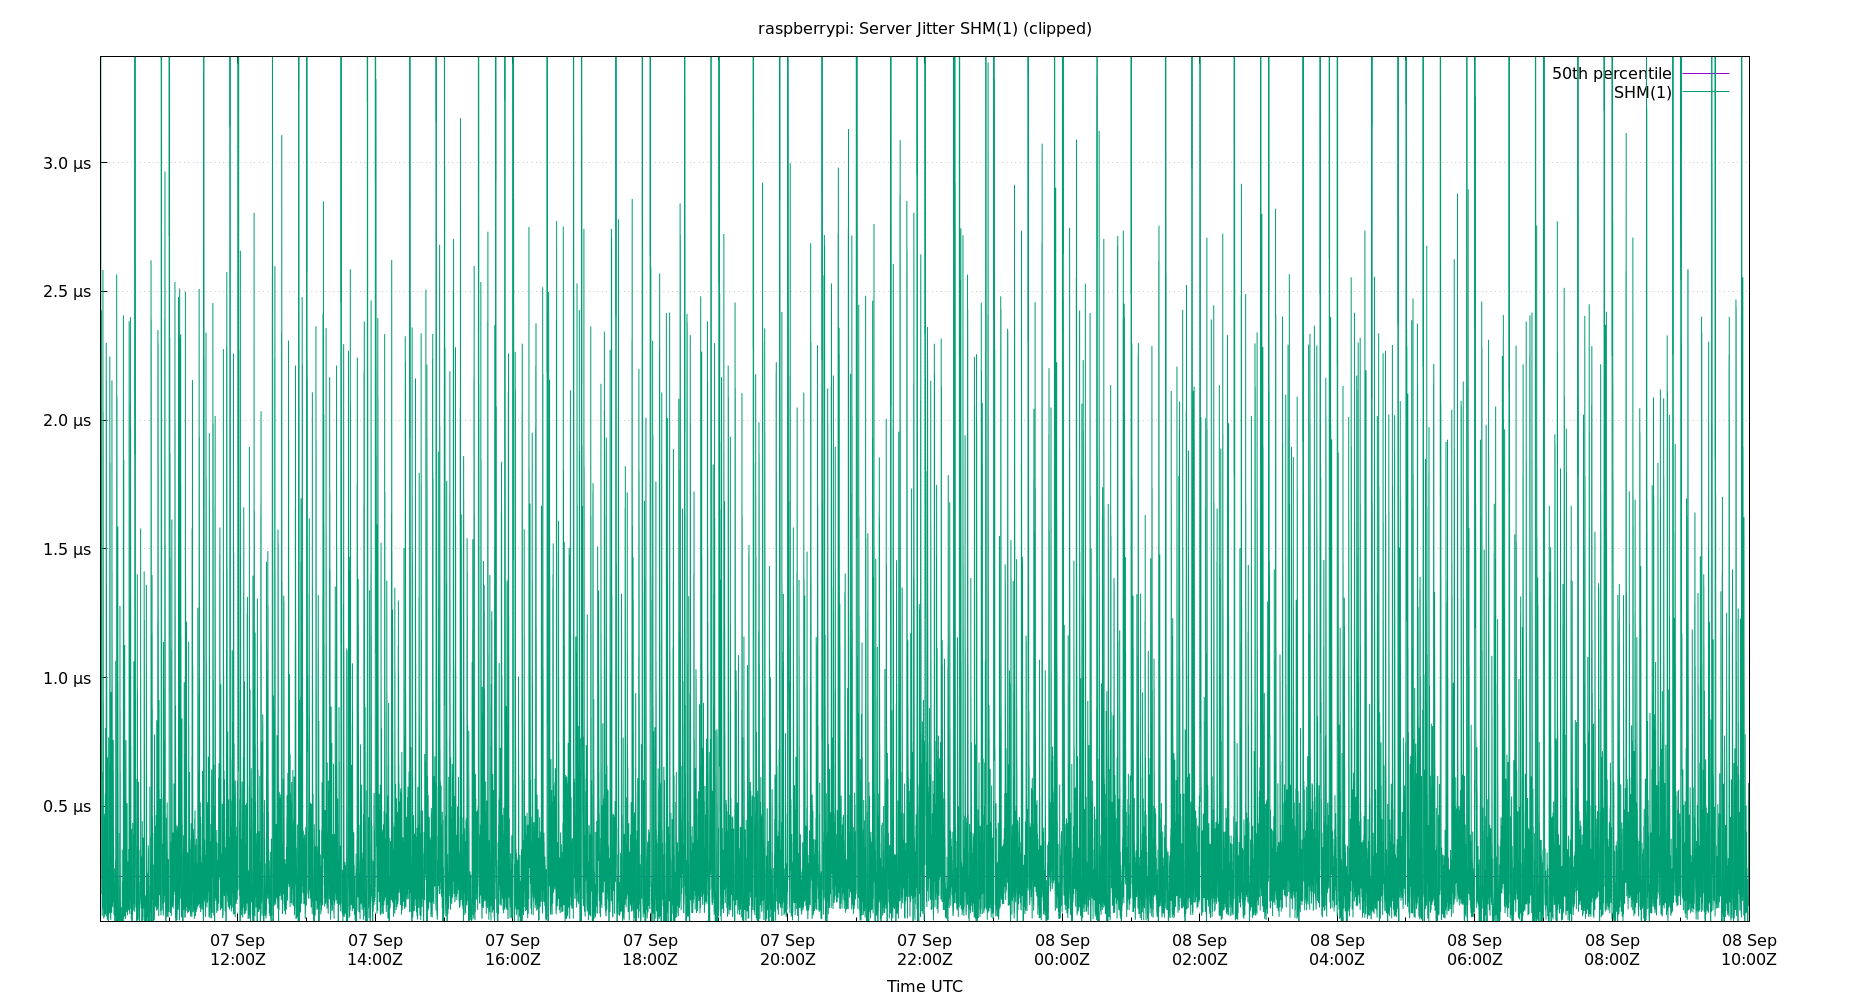 raspberrypi: Server Jitter SHM(1) (clipped)
50th percentile
SHM(1)
3.0 µs
2.5 µs
2.0 µs
1.5 µs
1.0 µs
0.5 µs
07 Sep 07 Sep 07 Sep 07 Sep 07 Sep 07 Sep 08 Sep 08 Sep 08 Sep 08 Sep 08 Sep 08 Sep
12:00Z 14:00Z 16:00Z 18:00Z 20:00Z 22:00Z 00:00Z 02:00Z 04:00Z 06:00Z 08:00Z 10:00Z
Time UTC